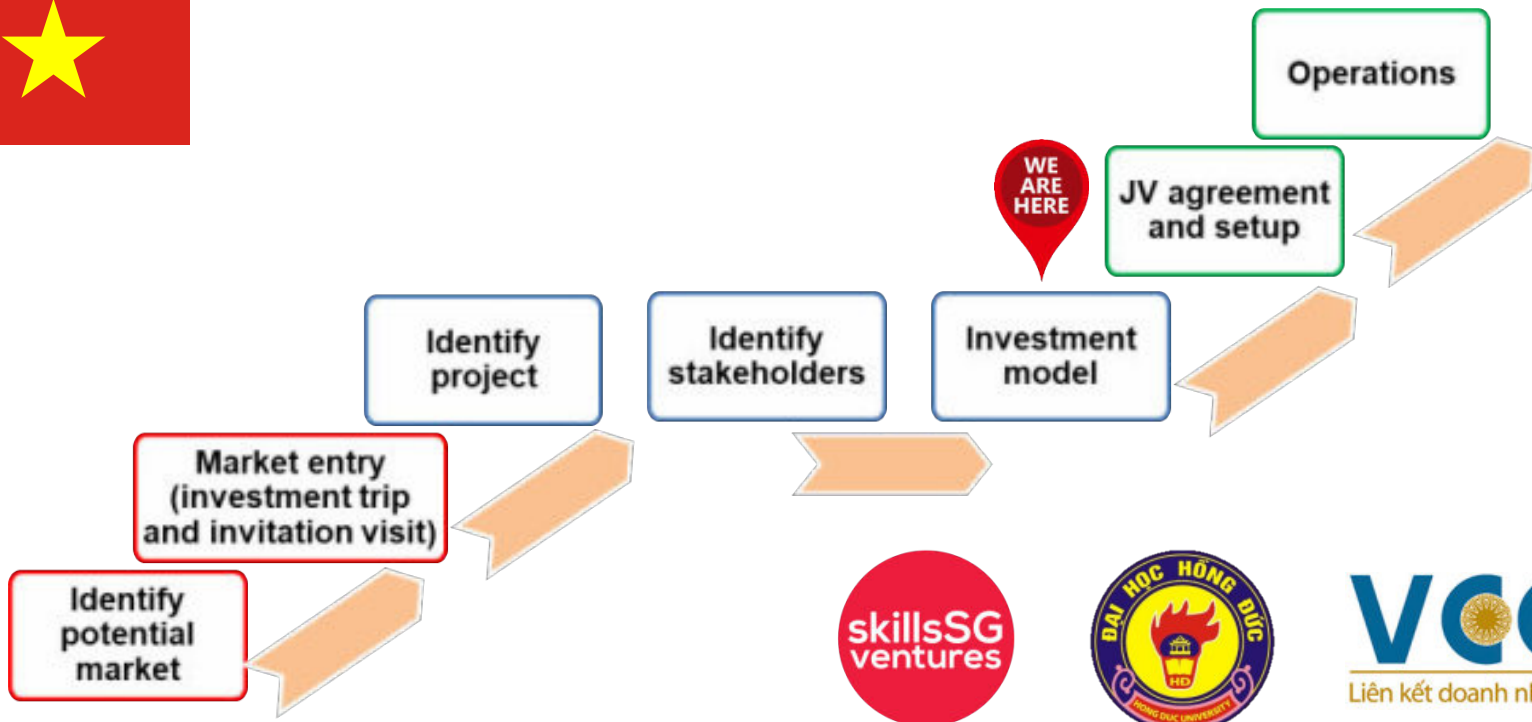 Operations
WE
ARE
HERE
JV agreement
and setup
Identify
project
Identify
stakeholders
Investment
model
Market entry
(investment trip
and invitation visit)
Identify
potential
market
skillsSG
ventures
ĐẠI HỌC HỒNG ĐỨC
HD
HONG DUC UNIVERSITY
VCC
Liên kết doanh